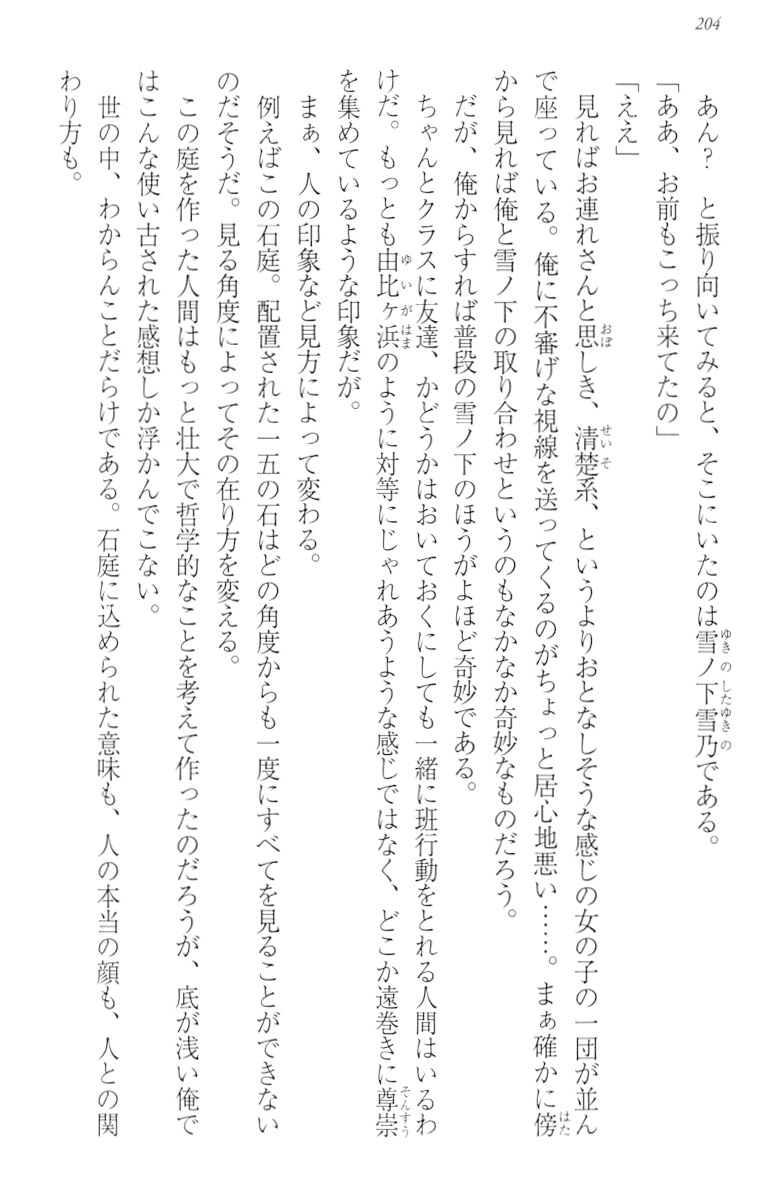 204
あん？　と振り向いてみると、そこにいたのは雪ノ下雪乃である。
「ああ、お前もこっち来てたの」
「ええ」
見ればお連れさんと思しき、清楚系、というよりおとなしそうな感じの女の子の一団が並ん
で座っている。俺に不審げな視線を送ってくるのがちょっと居心地悪い……。まぁ確かに傍
から見れば俺と雪ノ下の取り合わせというのもなかなか奇妙なものだろう。
だが、俺からすれば普段の雪ノ下のほうがよほど奇妙である。
ちゃんとクラスに友達、かどうかはおいておくにしても一緒に班行動をとれる人間はいるわ
けだ。もっとも由比ヶ浜のように対等にじゃれあうような感じではなく、どこか遠巻きに尊崇
を集めているような印象だが。
まぁ、人の印象など見方によって変わる。
例えばこの石庭。配置された一五の石はどの角度からも一度にすべてを見ることができない
のだそうだ。見る角度によってその在り方を変える。
この庭を作った人間はもっと壮大で哲学的なことを考えて作ったのだろうが、底が浅い俺で
はこんな使い古された感想しか浮かんでこない。
世の中、わからんことだらけである。石庭に込められた意味も、人の本当の顔も、人との関
わり方も。